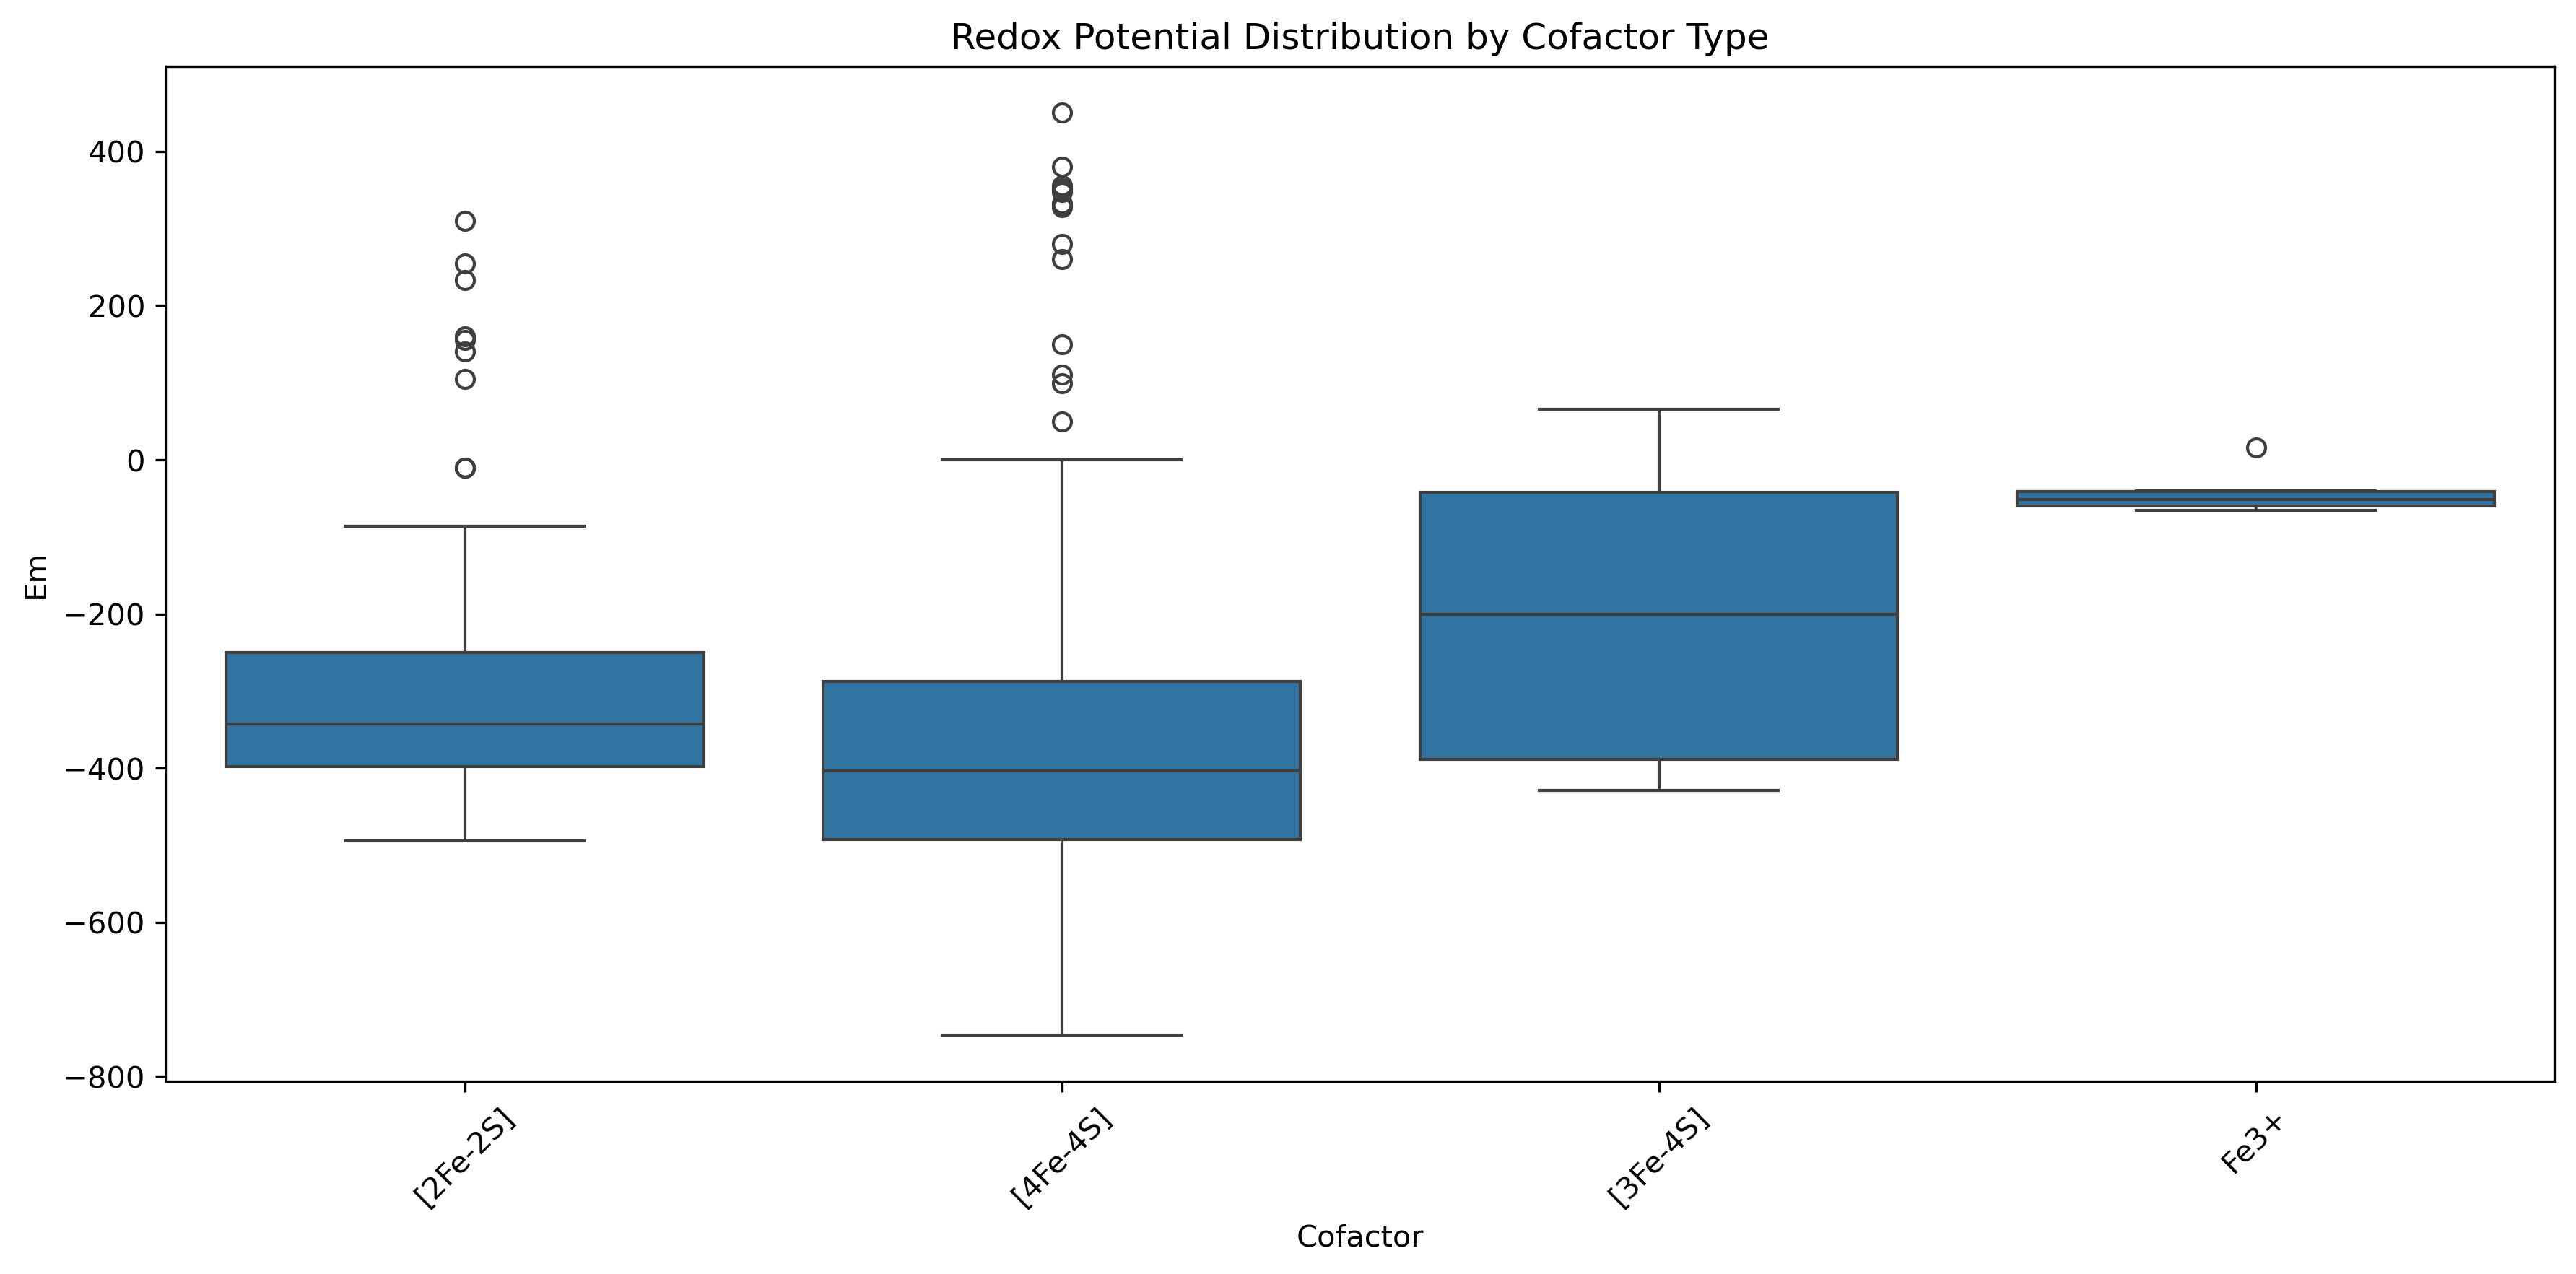 Redox Potential Distribution by Cofactor Type
Em
400
200
0
−200
−400
−600
−800
[2Fe-2S]
[4Fe-4S]
[3Fe-4S]
Fe3+
Cofactor